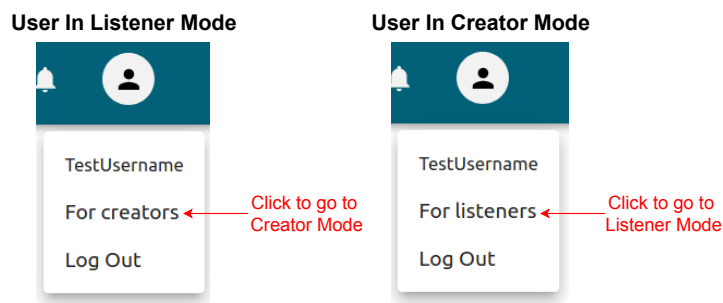 User In Listener Mode
TestUsername
For creators
Click to go to
Creator Mode
Log Out
User In Creator Mode
TestUsername
For listeners
Click to go to
Listener Mode
Log Out